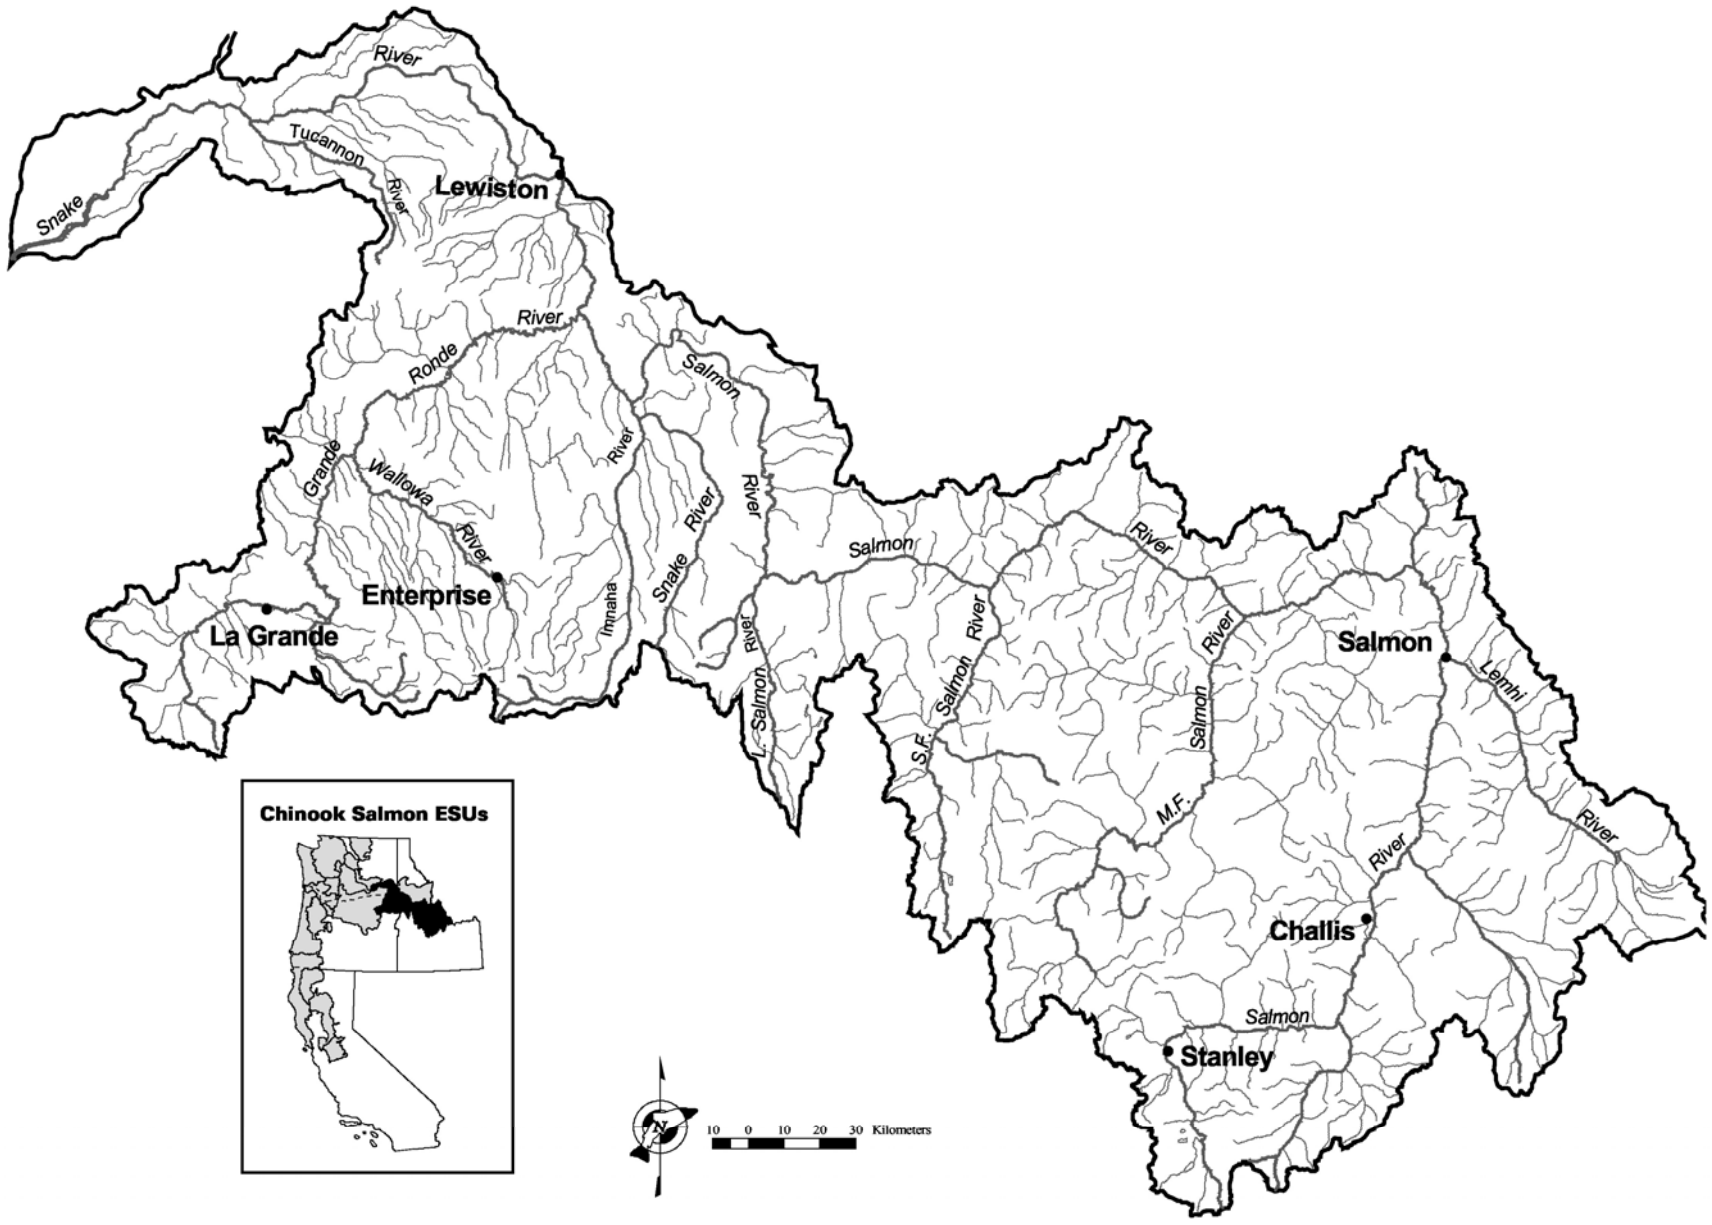 River
Tucannon
River
Lewiston
Snake
River
Ronde
Salmon
Grande
River
Wallowa
River
River
River
Salmon
River
Snake
Enterprise
Imnaha
La Grande
River
L. Salmon
River
Salmon
S.F.
River
Salmon
M.F.
Salmon
Lemhi
River
River
Challis
Salmon
Stanley
Chinook Salmon ESUs
N
10 0 10 20 30 Kilometers